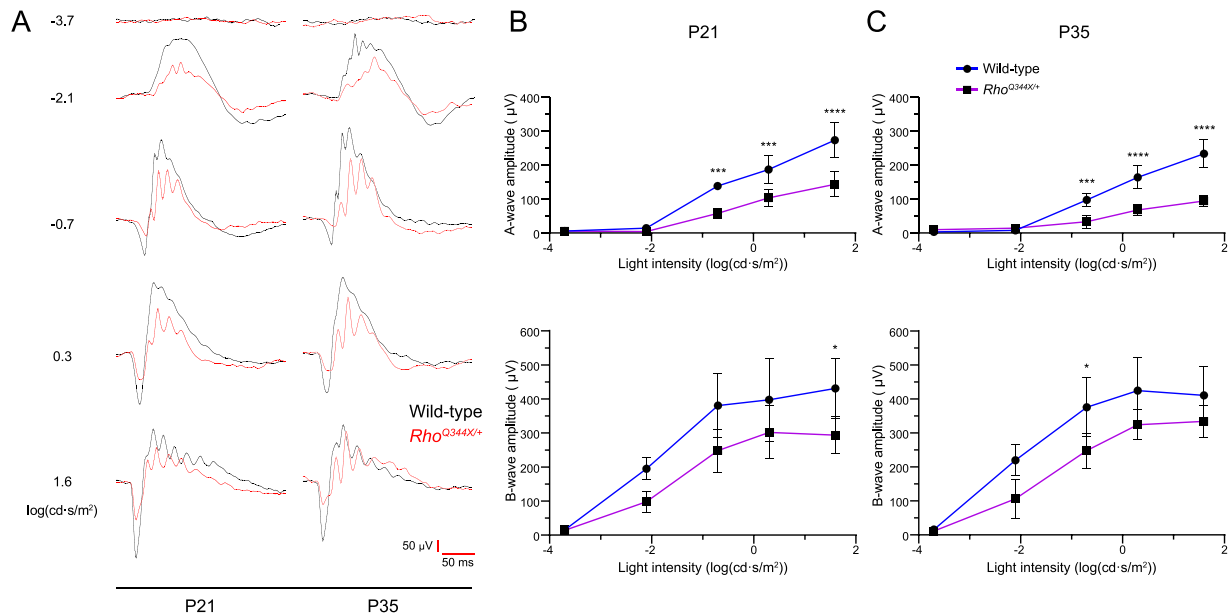 A
-3.7
-2.1
-0.7
0.3
1.6
log(cd·s/m²)
Wild-type
Rho^Q344X/+
50 µV
50 ms
P21
P35
B
P21
A-wave amplitude ( µV)
400
300
200
100
0
***
***
****
-4
-2
0
2
Light intensity (log(cd·s/m²))
B-wave amplitude ( µV)
600
500
400
300
200
100
0
*
-4
-2
0
2
Light intensity (log(cd·s/m²))
C
P35
Wild-type
Rho^Q344X/+
A-wave amplitude ( µV)
400
300
200
100
0
***
****
****
-4
-2
0
2
Light intensity (log(cd·s/m²))
B-wave amplitude ( µV)
600
500
400
300
200
100
0
*
-4
-2
0
2
Light intensity (log(cd·s/m²))